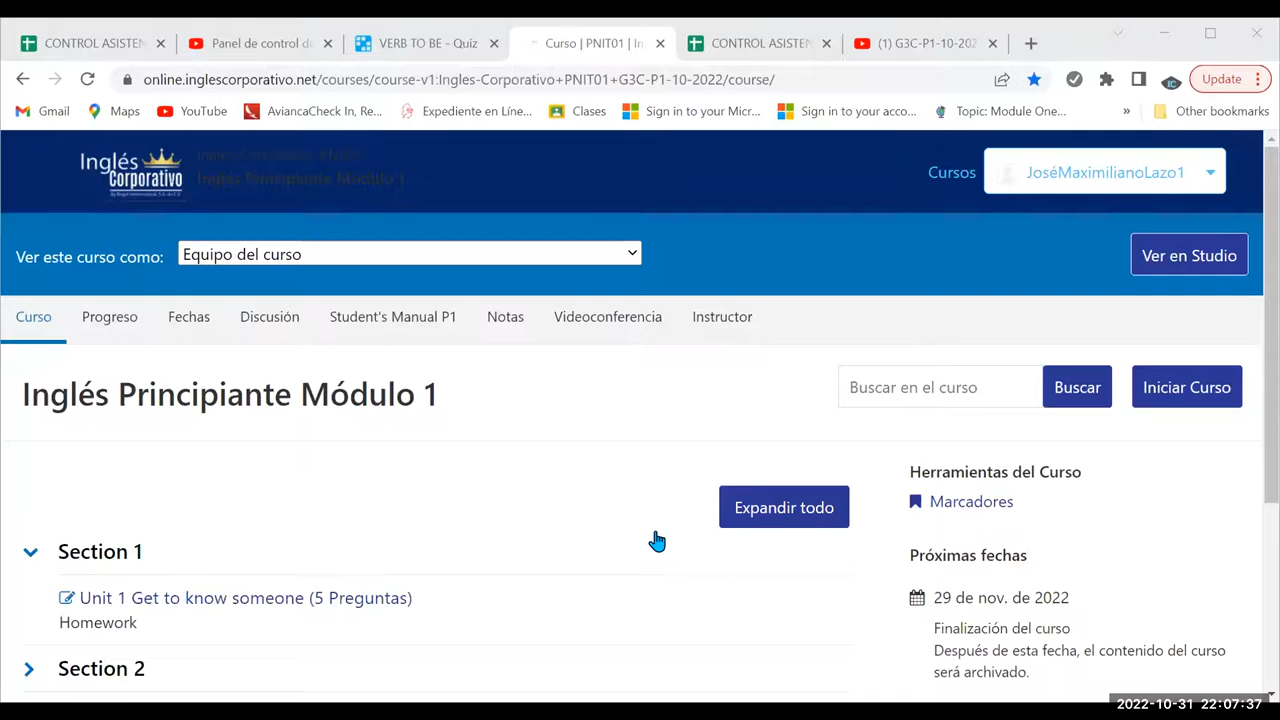 CONTROL ASISTEN
Panel de control d
VERB TO BE - Quiz
Curso | PNIT01 | In
CONTROL ASISTEN
(1) G3C-P1-10-202
online.inglescorporativo.net/courses/course-v1:Ingles-Corporativo+PNIT01+G3C-P1-10-2022/course/
Update
Gmail
Maps
YouTube
AviancaCheck In, Re...
Expediente en Líne...
Clases
Sign in to your Micr...
Sign in to your acco...
Topic: Module One...
»
Other bookmarks
Inglés
Corporativo
Inglés Principiante Módulo 1
Cursos
JoséMaximilianoLazo1
Ver este curso como:
Equipo del curso
Ver en Studio
Curso
Progreso
Fechas
Discusión
Student's Manual P1
Notas
Videoconferencia
Instructor
Inglés Principiante Módulo 1
Buscar en el curso
Buscar
Iniciar Curso
Expandir todo
Section 1
Unit 1 Get to know someone (5 Preguntas)
Homework
Section 2
Herramientas del Curso
Marcadores
Próximas fechas
29 de nov. de 2022
Finalización del curso
Después de esta fecha, el contenido del curso
será archivado.
2022-10-31 22:07:37